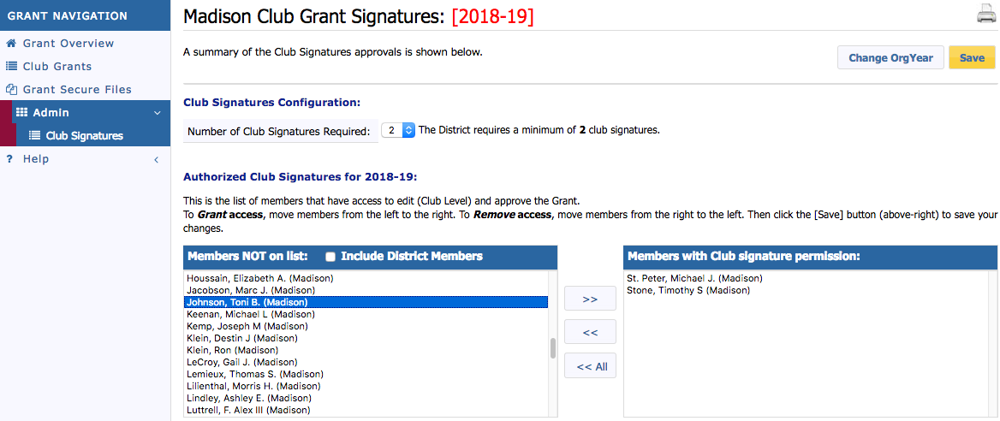 GRANT NAVIGATION
Grant Overview
Club Grants
Grant Secure Files
Admin
Club Signatures
Help
Madison Club Grant Signatures: [2018-19]
A summary of the Club Signatures approvals is shown below.
Change OrgYear
Save
Club Signatures Configuration:
Number of Club Signatures Required: 2 The District requires a minimum of 2 club signatures.
Authorized Club Signatures for 2018-19:
This is the list of members that have access to edit (Club Level) and approve the Grant.
To Grant access, move members from the left to the right. To Remove access, move members from the right to the left. Then click the [Save] button (above-right) to save your
changes.
Members NOT on list: Include District Members
Houssain, Elizabeth A. (Madison)
Jacobson, Marc J. (Madison)
Johnson, Toni B. (Madison)
Keenan, Michael L (Madison)
Kemp, Joseph M (Madison)
Klein, Destin J (Madison)
Klein, Ron (Madison)
LeCroy, Gail J. (Madison)
Lemieux, Thomas S. (Madison)
Lilienthal, Morris H. (Madison)
Lindley, Ashley E. (Madison)
Luttrell, F. Alex III (Madison)
>>
<<
<< All
Members with Club signature permission:
St. Peter, Michael J. (Madison)
Stone, Timothy S (Madison)